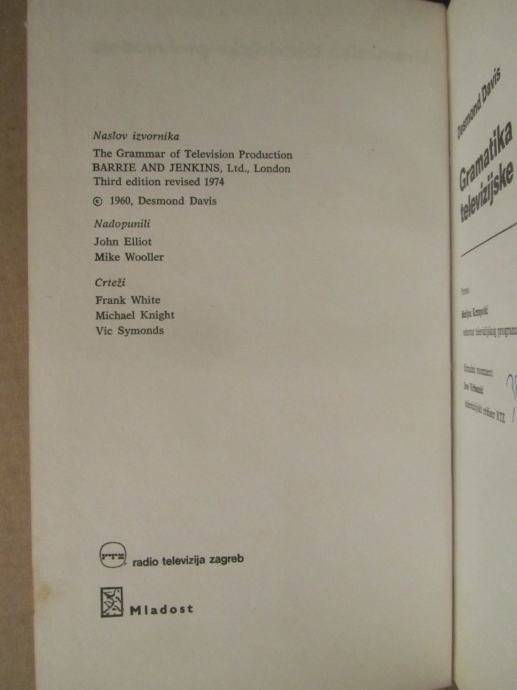 Naslov izvornika
The Grammar of Television Production
BARRIE AND JENKINS, Ltd., London
Third edition revised 1974
© 1960, Desmond Davis
Nadopunili
John Elliot
Mike Wooller
Crteži
Frank White
Michael Knight
Vic Symonds
rtz radio televizija zagreb
Mladost
Desmond Davis
Gramatika
televizijske
televizijskog programa